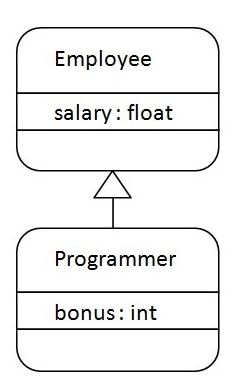 Employee
salary: float
Programmer
bonus: int